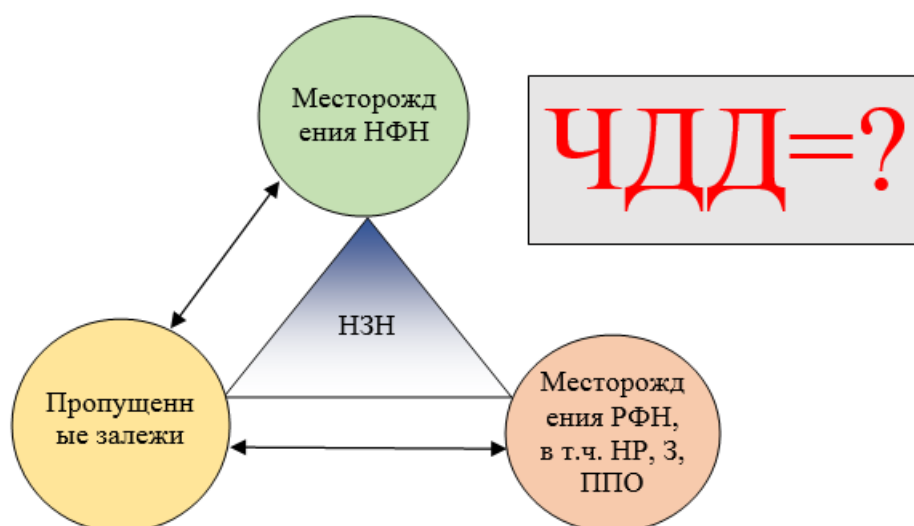 Месторожд
ения НФН
ЧДД=?
НЗН
Пропущенн
ые залежи
Месторожд
ения РФН,
в т.ч. НР, З,
ППО